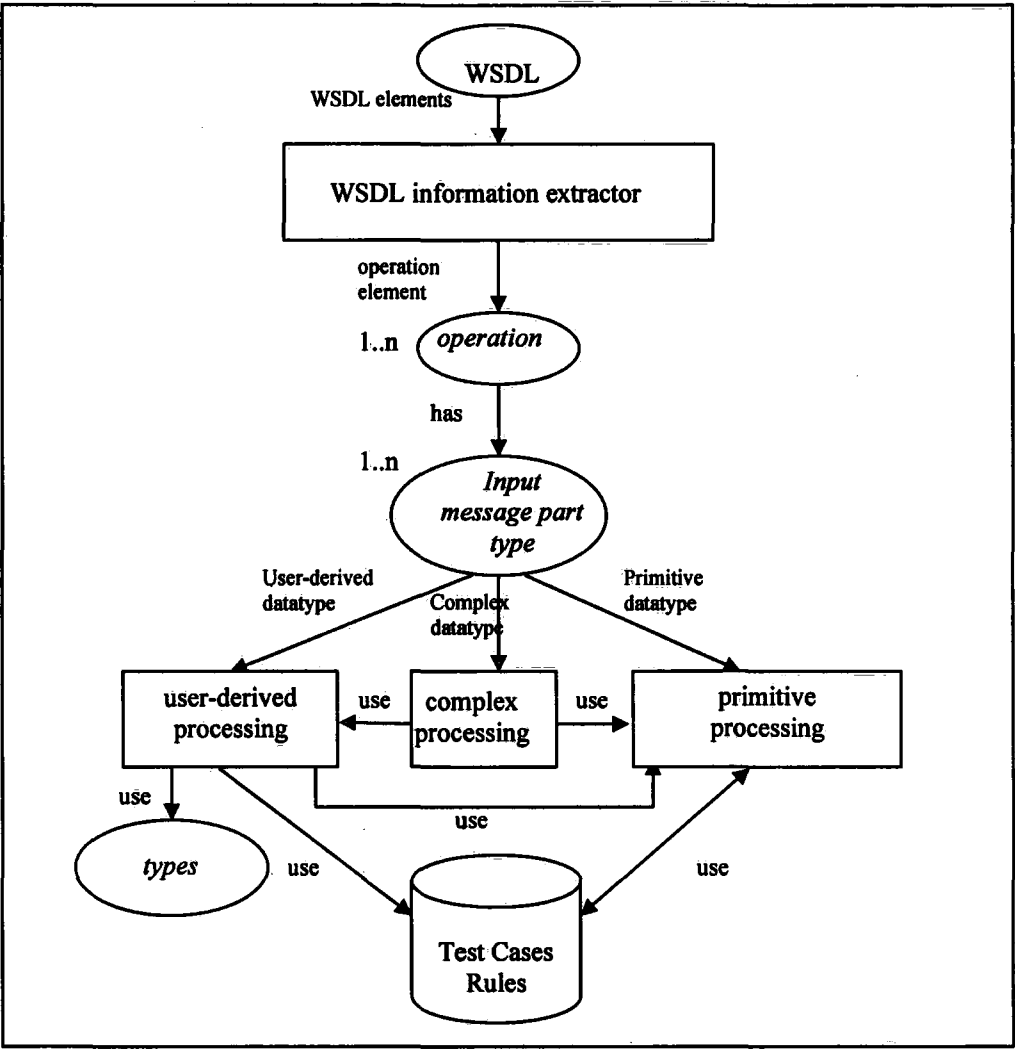 WSDL
WSDL elements
WSDL information extractor
operation
element
1..n
operation
has
1..n
Input
message part
type
User-derived
datatype
Complex
datatype
Primitive
datatype
user-derived
processing
use
complex
processing
use
primitive
processing
use
use
types
use
use
Test Cases
Rules